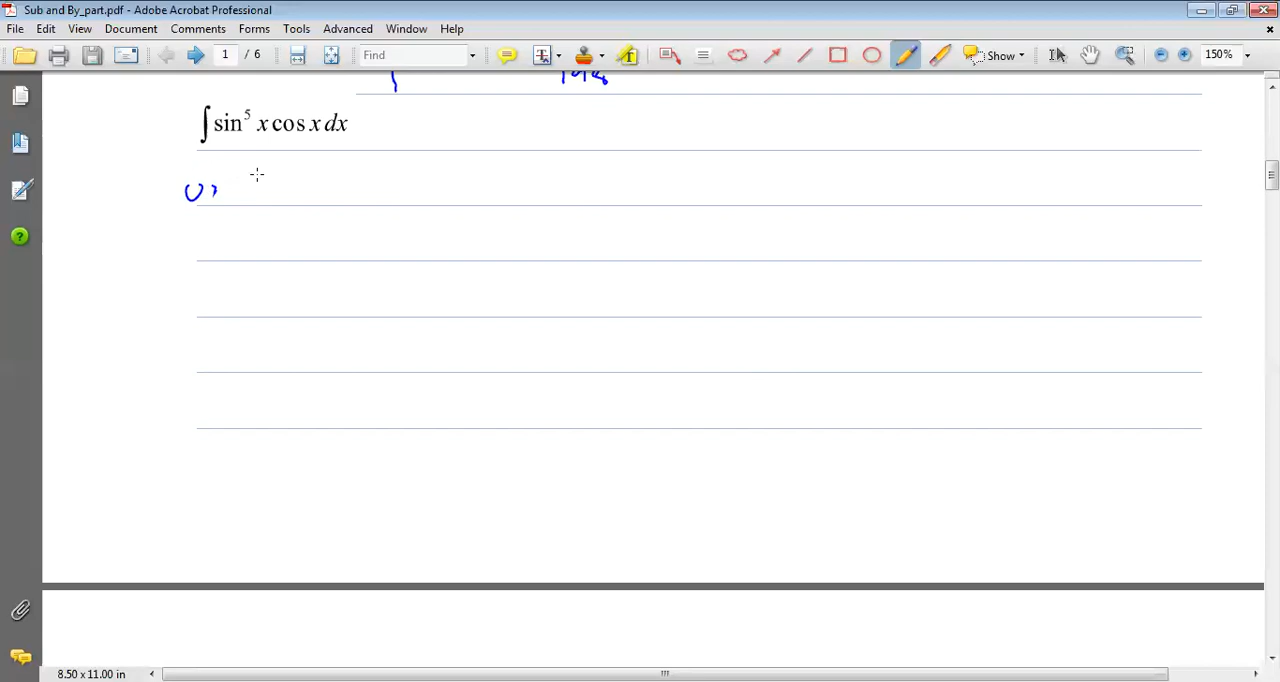 Sub and By_part.pdf - Adobe Acrobat Professional
File Edit View Document Comments Forms Tools Advanced Window Help
1 / 6 Find Show 150%
∫ sin⁵ x cos x dx
8.50 x 11.00 in